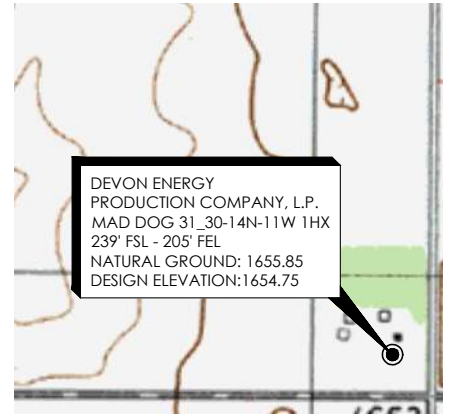 DEVON ENERGY
PRODUCTION COMPANY, L.P.
MAD DOG 31_30-14N-11W 1HX
239' FSL - 205' FEL
NATURAL GROUND: 1655.85
DESIGN ELEVATION:1654.75